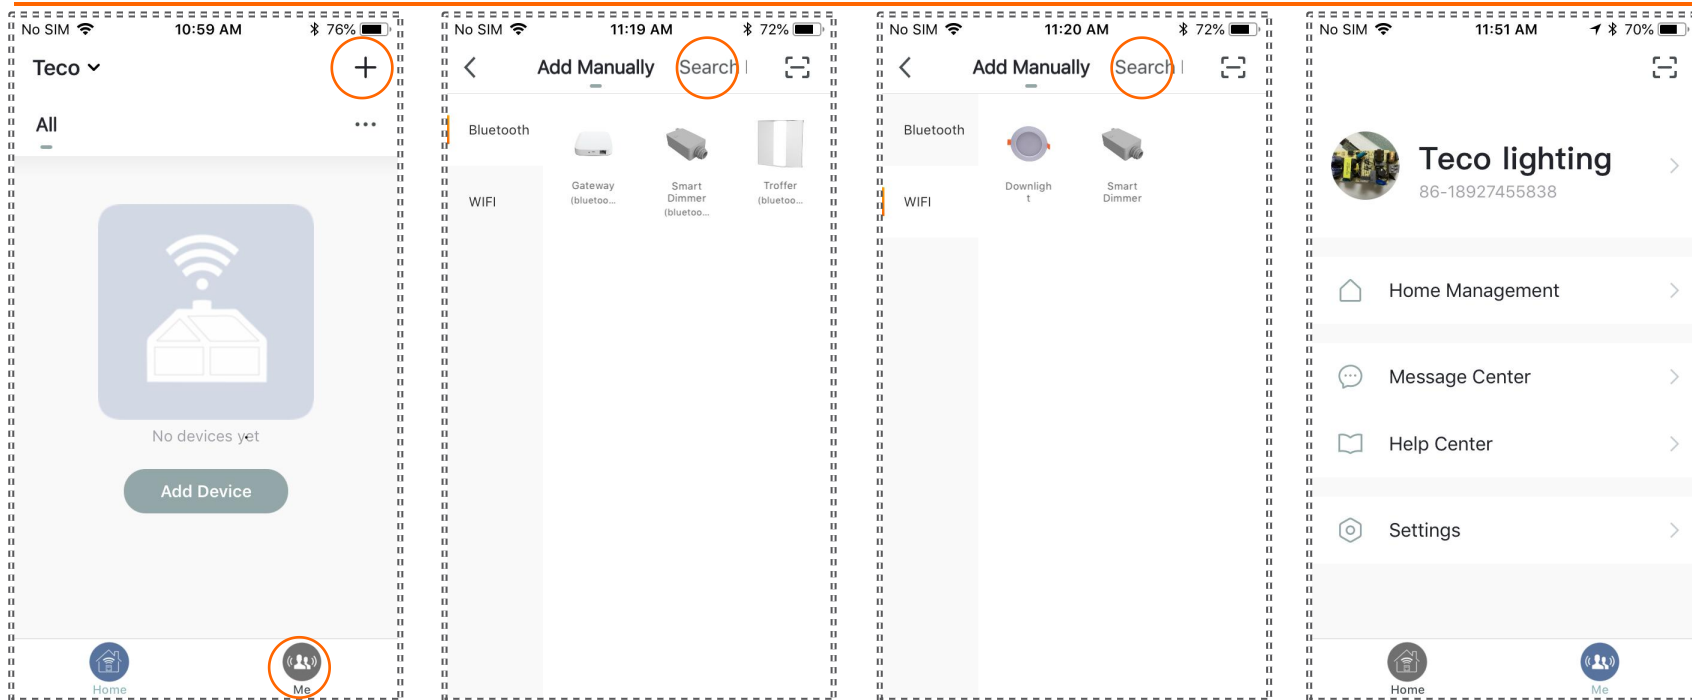 No SIM 10:59 AM 76%
Teco
All
...
No devices yet
Add Device
Home Me
No SIM 11:19 AM 72%
Add Manually Search
Bluetooth
WIFI
Gateway
(bluetoo...
Smart
Dimmer
(bluetoo...
Troffer
(bluetoo...
No SIM 11:20 AM 72%
Add Manually Search
Bluetooth
WIFI
Downligh
t
Smart
Dimmer
No SIM 11:51 AM 70%
Teco lighting
86-18927455838
Home Management
Message Center
Help Center
Settings
Home Me